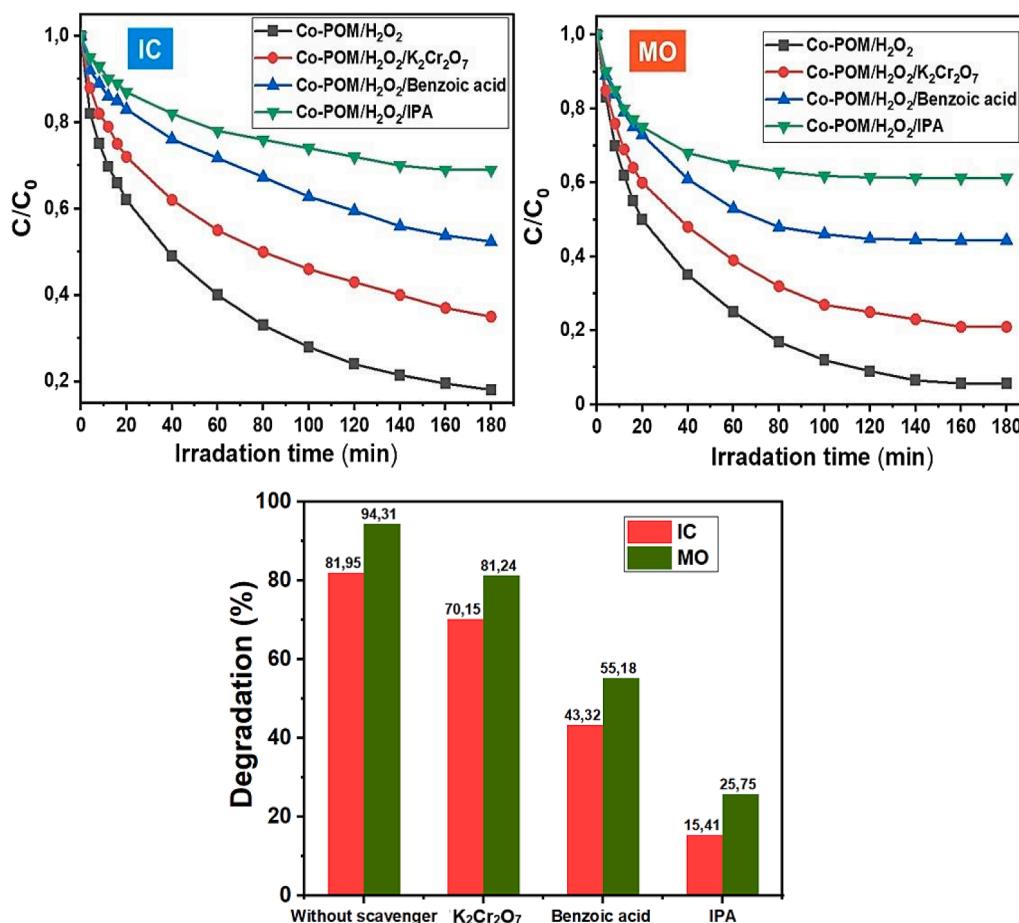 IC
Co-POM/H₂O₂
Co-POM/H₂O₂/K₂Cr₂O₇
Co-POM/H₂O₂/Benzoic acid
Co-POM/H₂O₂/IPA
C/C₀
1,0
0,8
0,6
0,4
0,2
0 20 40 60 80 100 120 140 160 180
Irradation time (min)
MO
Co-POM/H₂O₂
Co-POM/H₂O₂/K₂Cr₂O₇
Co-POM/H₂O₂/Benzoic acid
Co-POM/H₂O₂/IPA
C/C₀
1,0
0,8
0,6
0,4
0,2
0,0
0 20 40 60 80 100 120 140 160 180
Irradation time (min)
Degradation (%)
100
80
60
40
20
0
IC
MO
81,95
94,31
70,15
81,24
43,32
55,18
15,41
25,75
Without scavenger K₂Cr₂O₇ Benzoic acid IPA